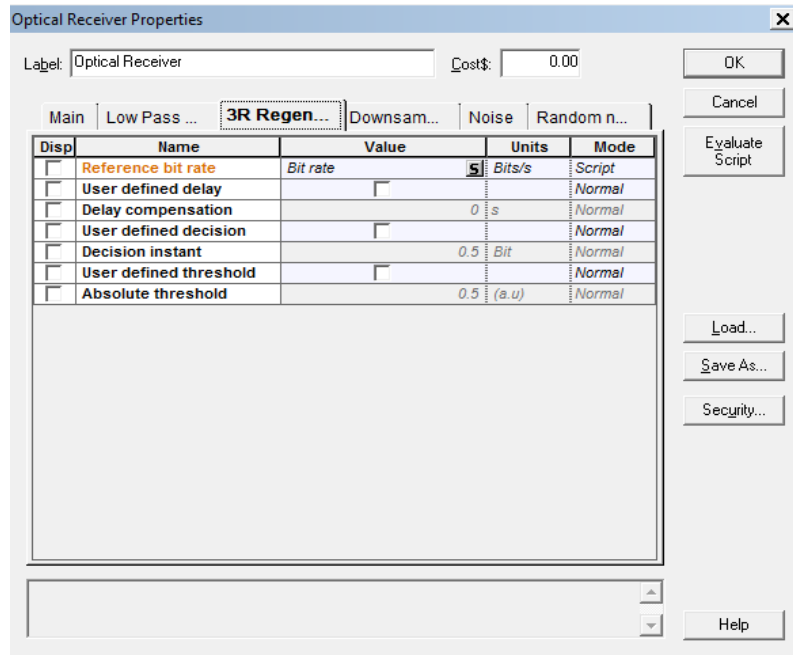 Optical Receiver Properties
Label: Optical Receiver Cost$: 0.00 OK
Cancel
Main Low Pass ... 3R Regen... Downsam... Noise Random n...
Evaluate
Script
Disp Name Value Units Mode
Reference bit rate Bit rate S Bits/s Script
User defined delay Normal
Delay compensation 0 s Normal
User defined decision Normal
Decision instant 0.5 Bit Normal
User defined threshold Normal
Absolute threshold 0.5 (a.u) Normal
Load...
Save As...
Security...
Help